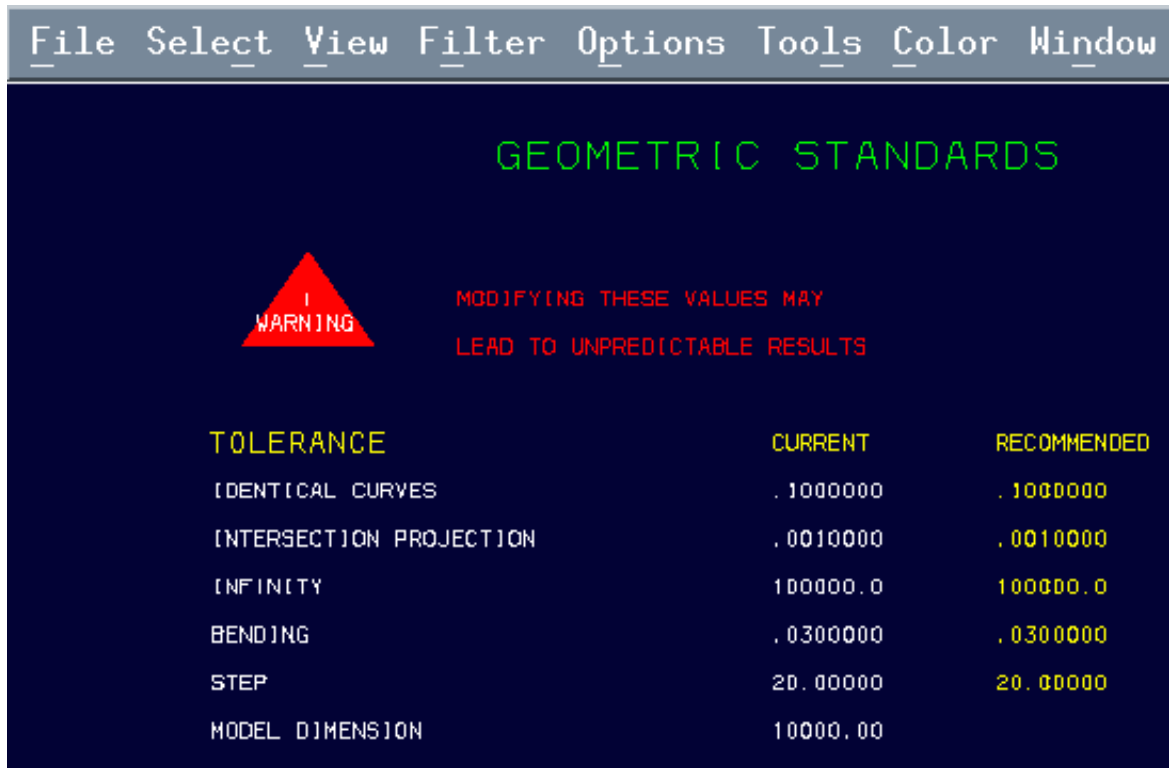 File Select View Filter Options Tools Color Window
GEOMETRIC STANDARDS
!
WARNING
MODIFYING THESE VALUES MAY
LEAD TO UNPREDICTABLE RESULTS
TOLERANCE CURRENT RECOMMENDED
IDENTICAL CURVES .1000000 .1000000
INTERSECTION PROJECTION .0010000 .0010000
INFINITY 100000.0 100000.0
BENDING .0300000 .0300000
STEP 20.00000 20.00000
MODEL DIMENSION 10000.00